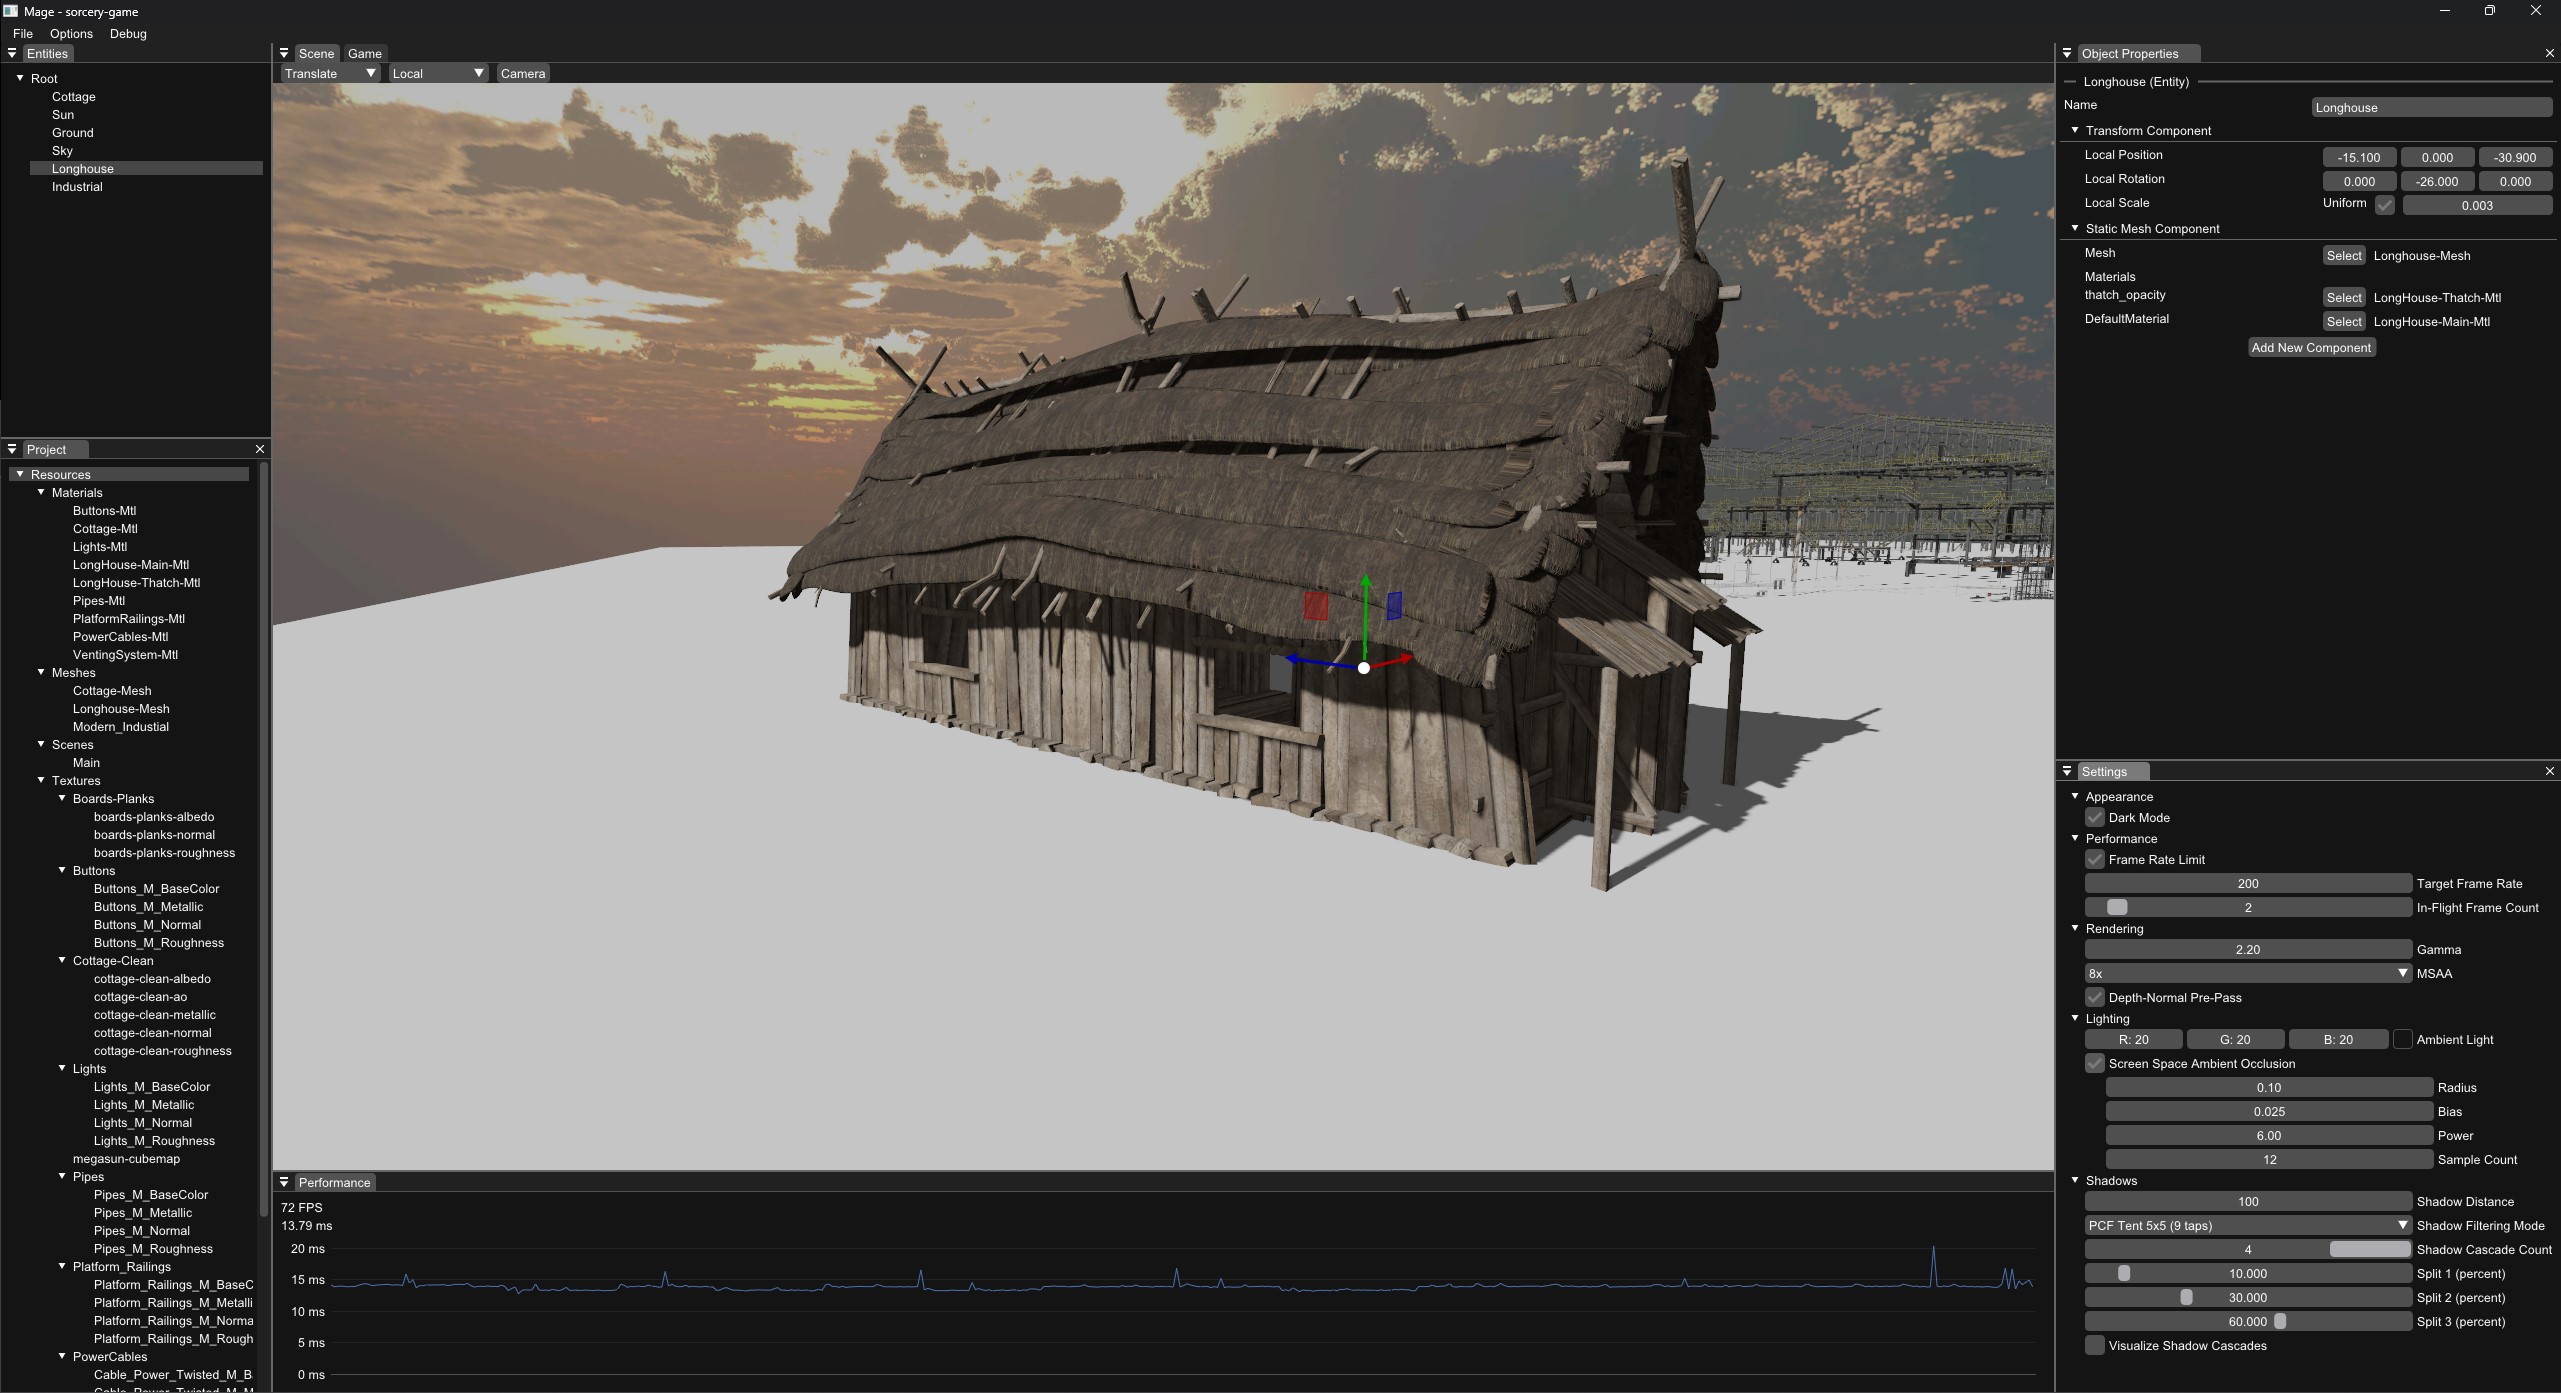 Mage - sorcery-game
File Options Debug
Entities
Root
Cottage
Sun
Ground
Sky
Longhouse
Industrial
Project
Resources
Materials
Buttons-Mtl
Cottage-Mtl
Lights-Mtl
LongHouse-Main-Mtl
LongHouse-Thatch-Mtl
Pipes-Mtl
PlatformRailings-Mtl
PowerCables-Mtl
VentingSystem-Mtl
Meshes
Cottage-Mesh
Longhouse-Mesh
Modern_Industial
Scenes
Main
Textures
Boards-Planks
boards-planks-albedo
boards-planks-normal
boards-planks-roughness
Buttons
Buttons_M_BaseColor
Buttons_M_Metallic
Buttons_M_Normal
Buttons_M_Roughness
Cottage-Clean
cottage-clean-albedo
cottage-clean-ao
cottage-clean-metallic
cottage-clean-normal
cottage-clean-roughness
Lights
Lights_M_BaseColor
Lights_M_Metallic
Lights_M_Normal
Lights_M_Roughness
megasun-cubemap
Pipes
Pipes_M_BaseColor
Pipes_M_Metallic
Pipes_M_Normal
Pipes_M_Roughness
Platform_Railings
Platform_Railings_M_BaseC
Platform_Railings_M_Metalli
Platform_Railings_M_Norma
Platform_Railings_M_Rough
PowerCables
Cable_Power_Twisted_M_B
Scene Game
Translate Local Camera
Performance
72 FPS
13.79 ms
20 ms
15 ms
10 ms
5 ms
0 ms
Object Properties
Longhouse (Entity)
Name Longhouse
Transform Component
Local Position -15.100 0.000 -30.900
Local Rotation 0.000 -26.000 0.000
Local Scale Uniform 0.003
Static Mesh Component
Mesh Select Longhouse-Mesh
Materials
thatch_opacity Select LongHouse-Thatch-Mtl
DefaultMaterial Select LongHouse-Main-Mtl
Add New Component
Settings
Appearance
Dark Mode
Performance
Frame Rate Limit
200 Target Frame Rate
2 In-Flight Frame Count
Rendering
2.20 Gamma
8x MSAA
Depth-Normal Pre-Pass
Lighting
R: 20 G: 20 B: 20 Ambient Light
Screen Space Ambient Occlusion
0.10 Radius
0.025 Bias
6.00 Power
12 Sample Count
Shadows
100 Shadow Distance
PCF Tent 5x5 (9 taps) Shadow Filtering Mode
4 Shadow Cascade Count
10.000 Split 1 (percent)
30.000 Split 2 (percent)
60.000 Split 3 (percent)
Visualize Shadow Cascades